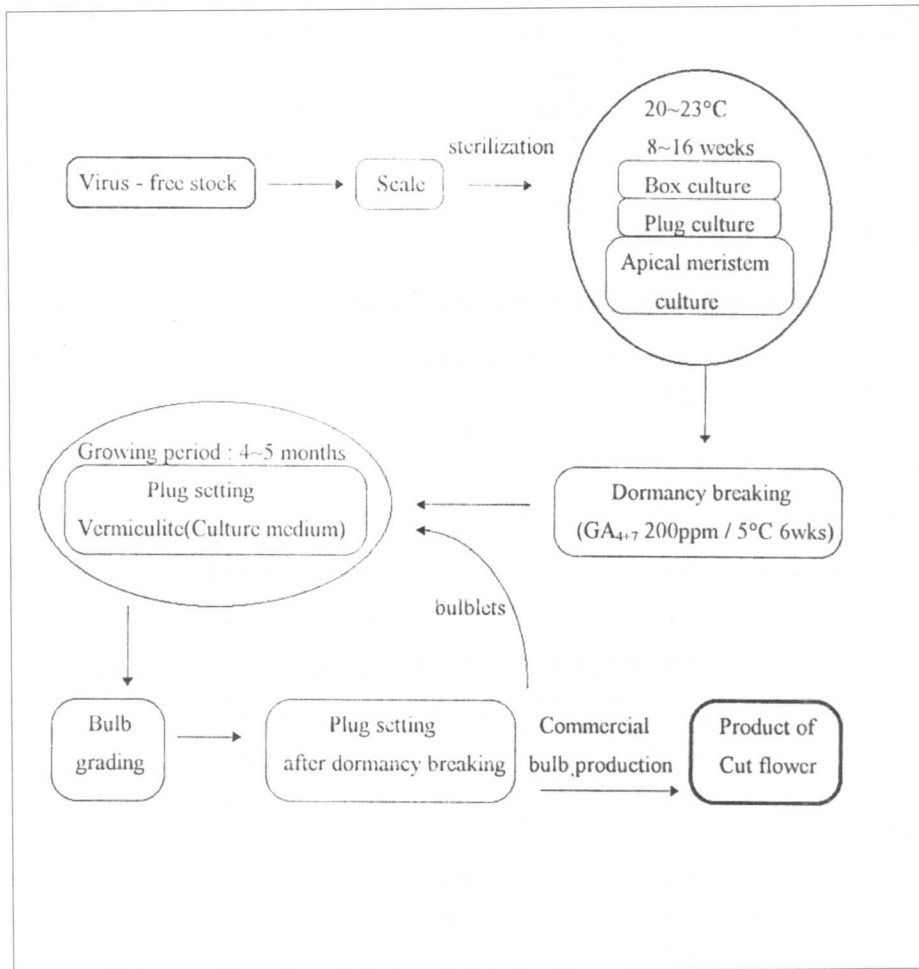 Virus - free stock
Scale
sterilization
20~23°C
8~16 weeks
Box culture
Plug culture
Apical meristem
culture
Dormancy breaking
(GA₄₊₇ 200ppm / 5°C 6wks)
Growing period : 4~5 months
Plug setting
Vermiculite(Culture medium)
bulblets
Bulb
grading
Plug setting
after dormancy breaking
Commercial
bulb production
Product of
Cut flower